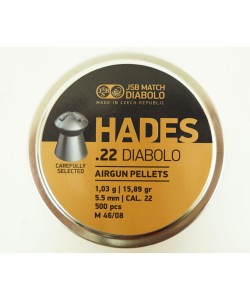 JSB MATCH
DIABOLO
MADE IN CZECH REPUBLIC
HADES
.22 DIABOLO
CAREFULLY
SELECTED
AIRGUN PELLETS
1,03 g | 15,89 gr
5.5 mm | CAL. 22
500 pcs
M 46/08